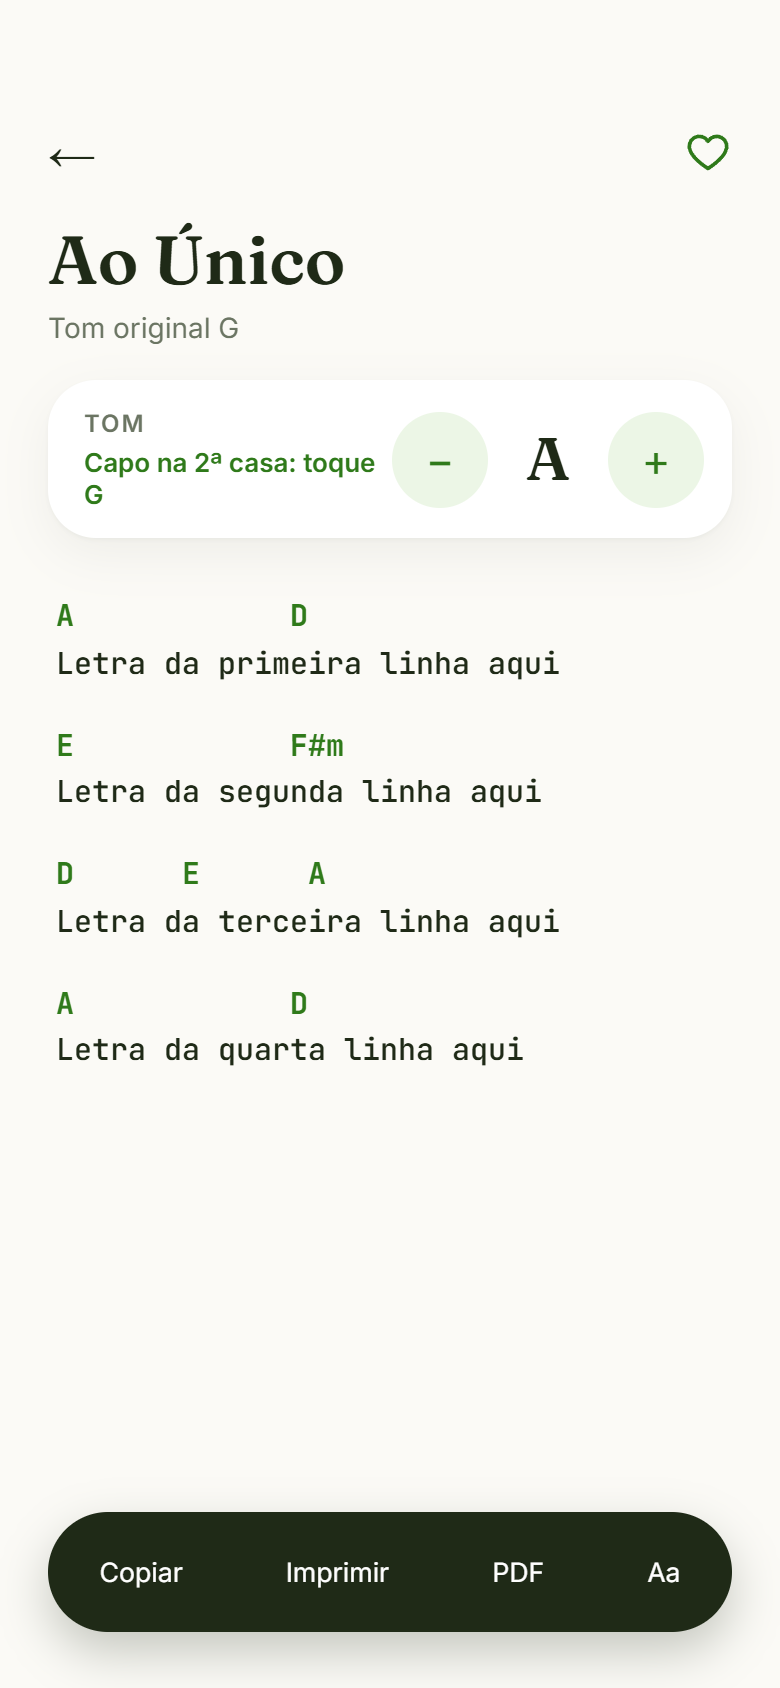 Ao Único
Tom original G
TOM
Capo na 2ª casa: toque
G
− A +
A D
Letra da primeira linha aqui
E F#m
Letra da segunda linha aqui
D E A
Letra da terceira linha aqui
A D
Letra da quarta linha aqui
Copiar Imprimir PDF Aa